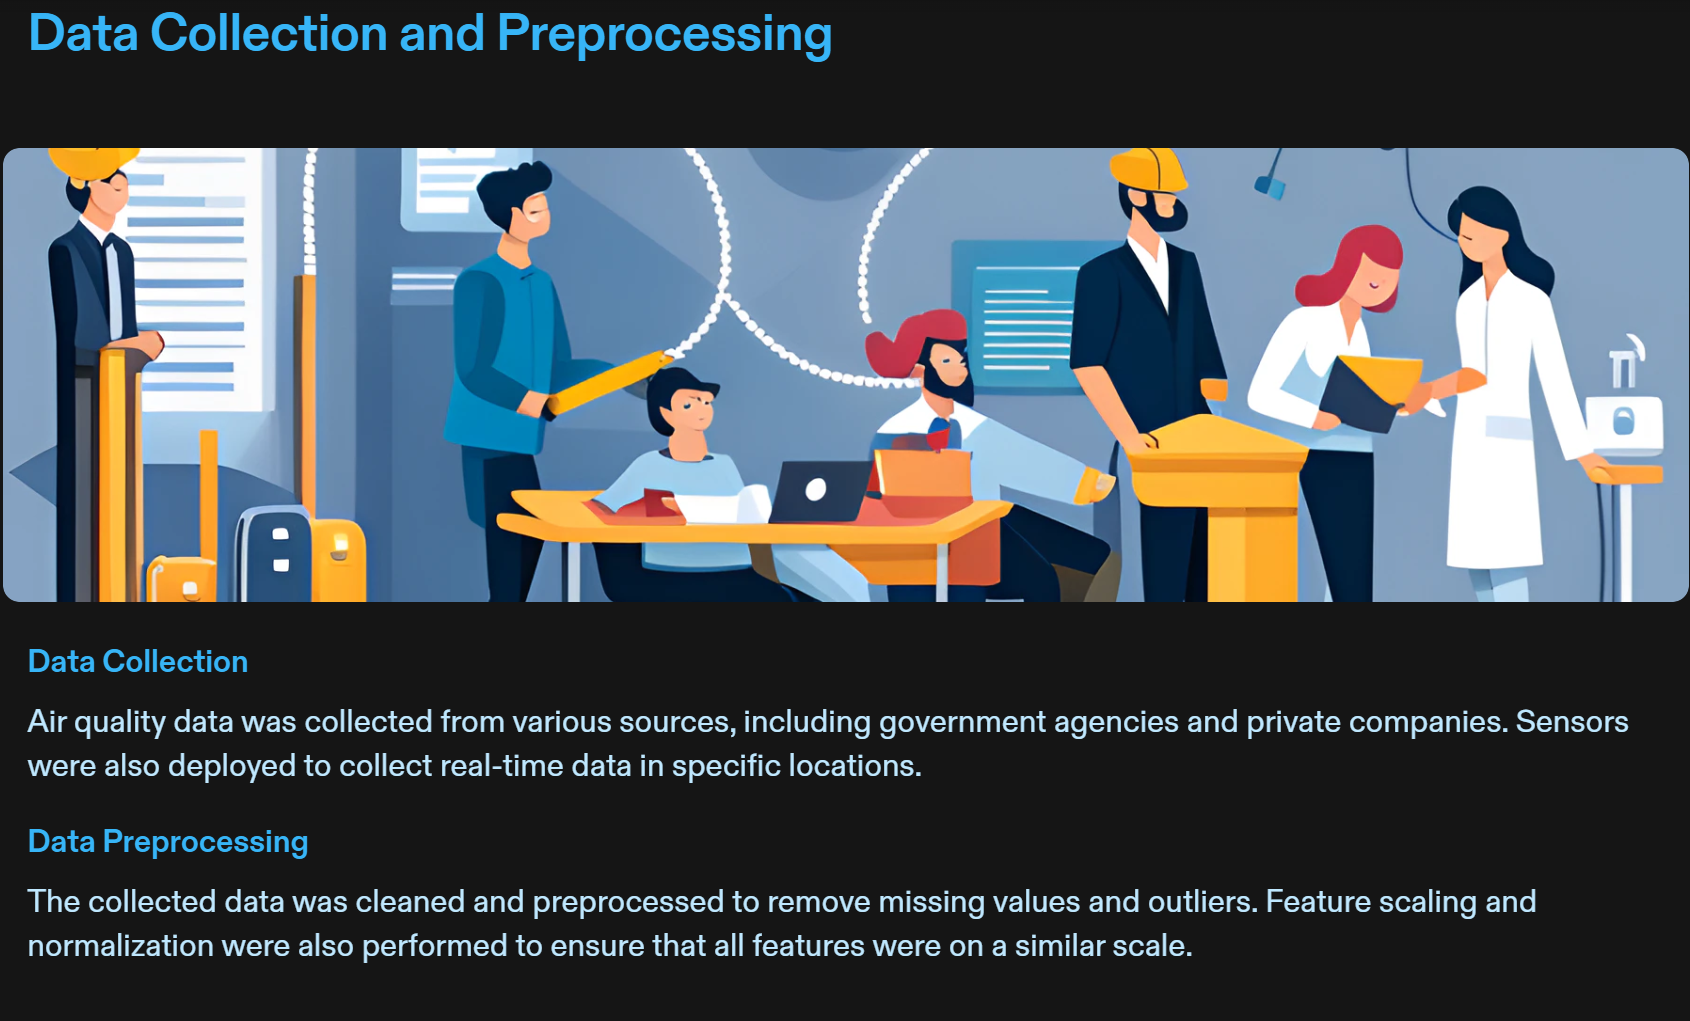 Data Collection and Preprocessing
Data Collection
Air quality data was collected from various sources, including government agencies and private companies. Sensors
were also deployed to collect real-time data in specific locations.
Data Preprocessing
The collected data was cleaned and preprocessed to remove missing values and outliers. Feature scaling and
normalization were also performed to ensure that all features were on a similar scale.